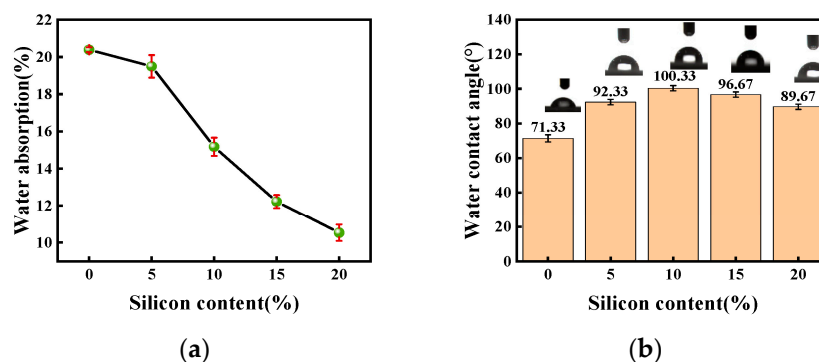 22
20
18
16
14
12
10
Water absorption(%)
0 5 10 15 20
Silicon content(%)
(a)
140
120
100
80
60
40
20
0
Water contact angle(°)
71.33
92.33
100.33
96.67
89.67
0 5 10 15 20
Silicon content(%)
(b)